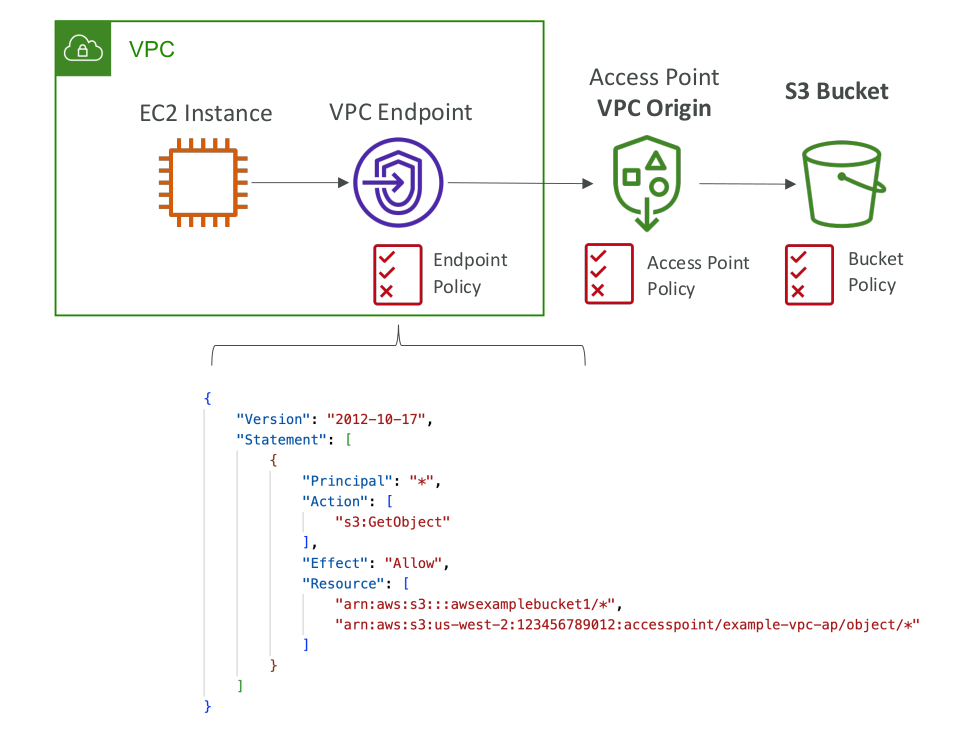 VPC
EC2 Instance
VPC Endpoint
Access Point
VPC Origin
S3 Bucket
Endpoint
Policy
Access Point
Policy
Bucket
Policy
{
    "Version": "2012-10-17",
    "Statement": [
        {
            "Principal": "*",
            "Action": [
                "s3:GetObject"
            ],
            "Effect": "Allow",
            "Resource": [
                "arn:aws:s3:::awsexamplebucket1/*",
                "arn:aws:s3:us-west-2:123456789012:accesspoint/example-vpc-ap/object/*"
            ]
        }
    ]
}